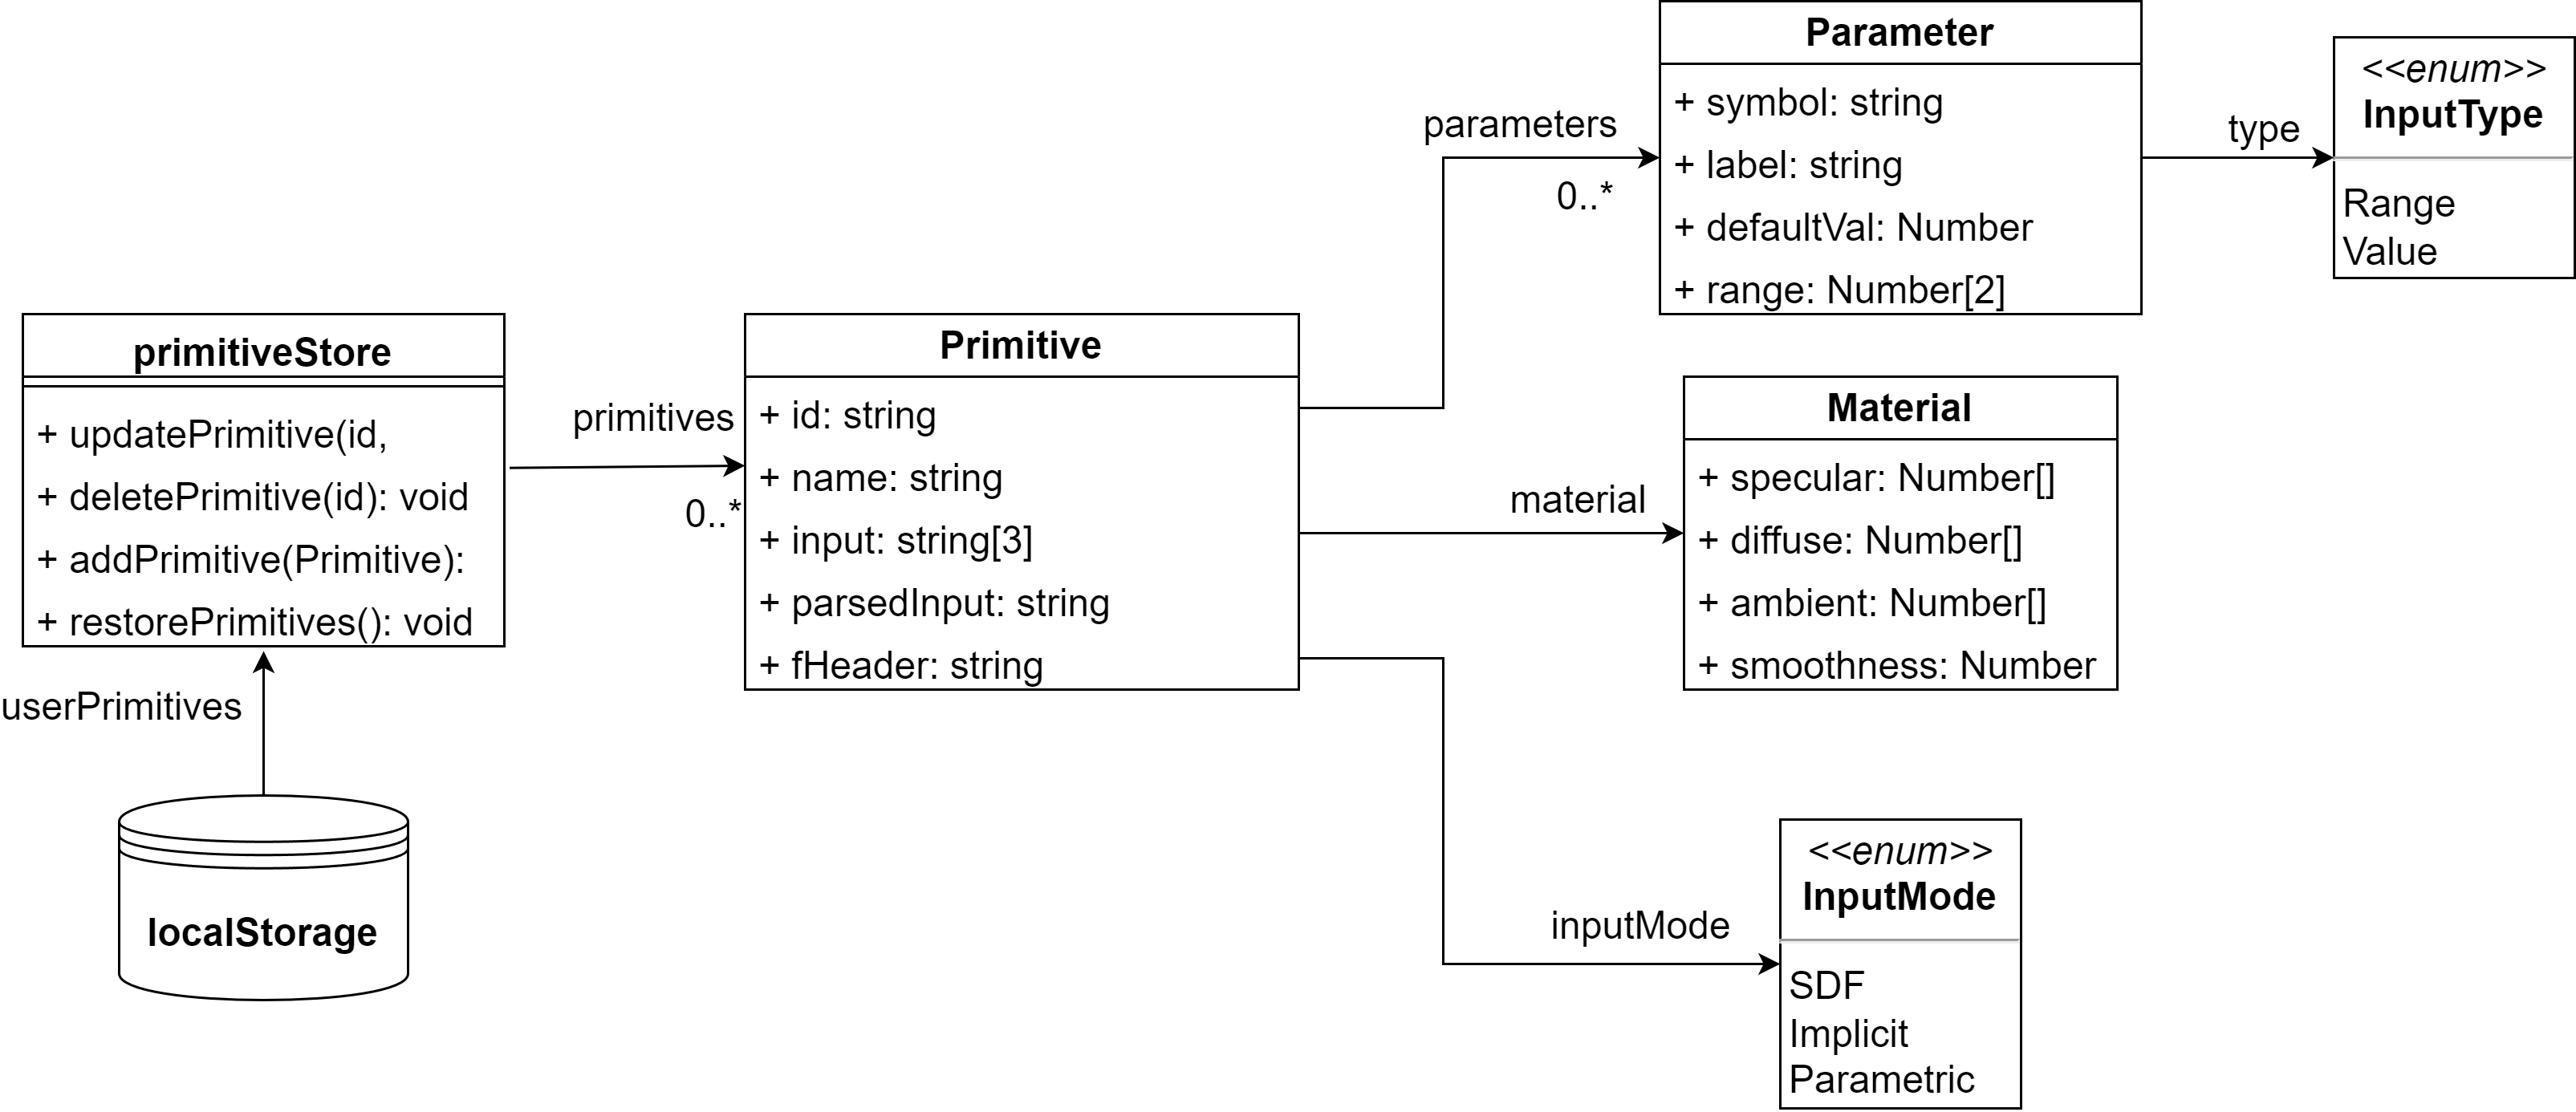 Parameter
+ symbol: string
+ label: string
+ defaultVal: Number
+ range: Number[2]
<<enum>>
InputType
Range
Value
parameters
0..*
type
primitiveStore
+ updatePrimitive(id,
+ deletePrimitive(id): void
+ addPrimitive(Primitive):
+ restorePrimitives(): void
primitives
0..*
Primitive
+ id: string
+ name: string
+ input: string[3]
+ parsedInput: string
+ fHeader: string
material
Material
+ specular: Number[]
+ diffuse: Number[]
+ ambient: Number[]
+ smoothness: Number
userPrimitives
localStorage
inputMode
<<enum>>
InputMode
SDF
Implicit
Parametric